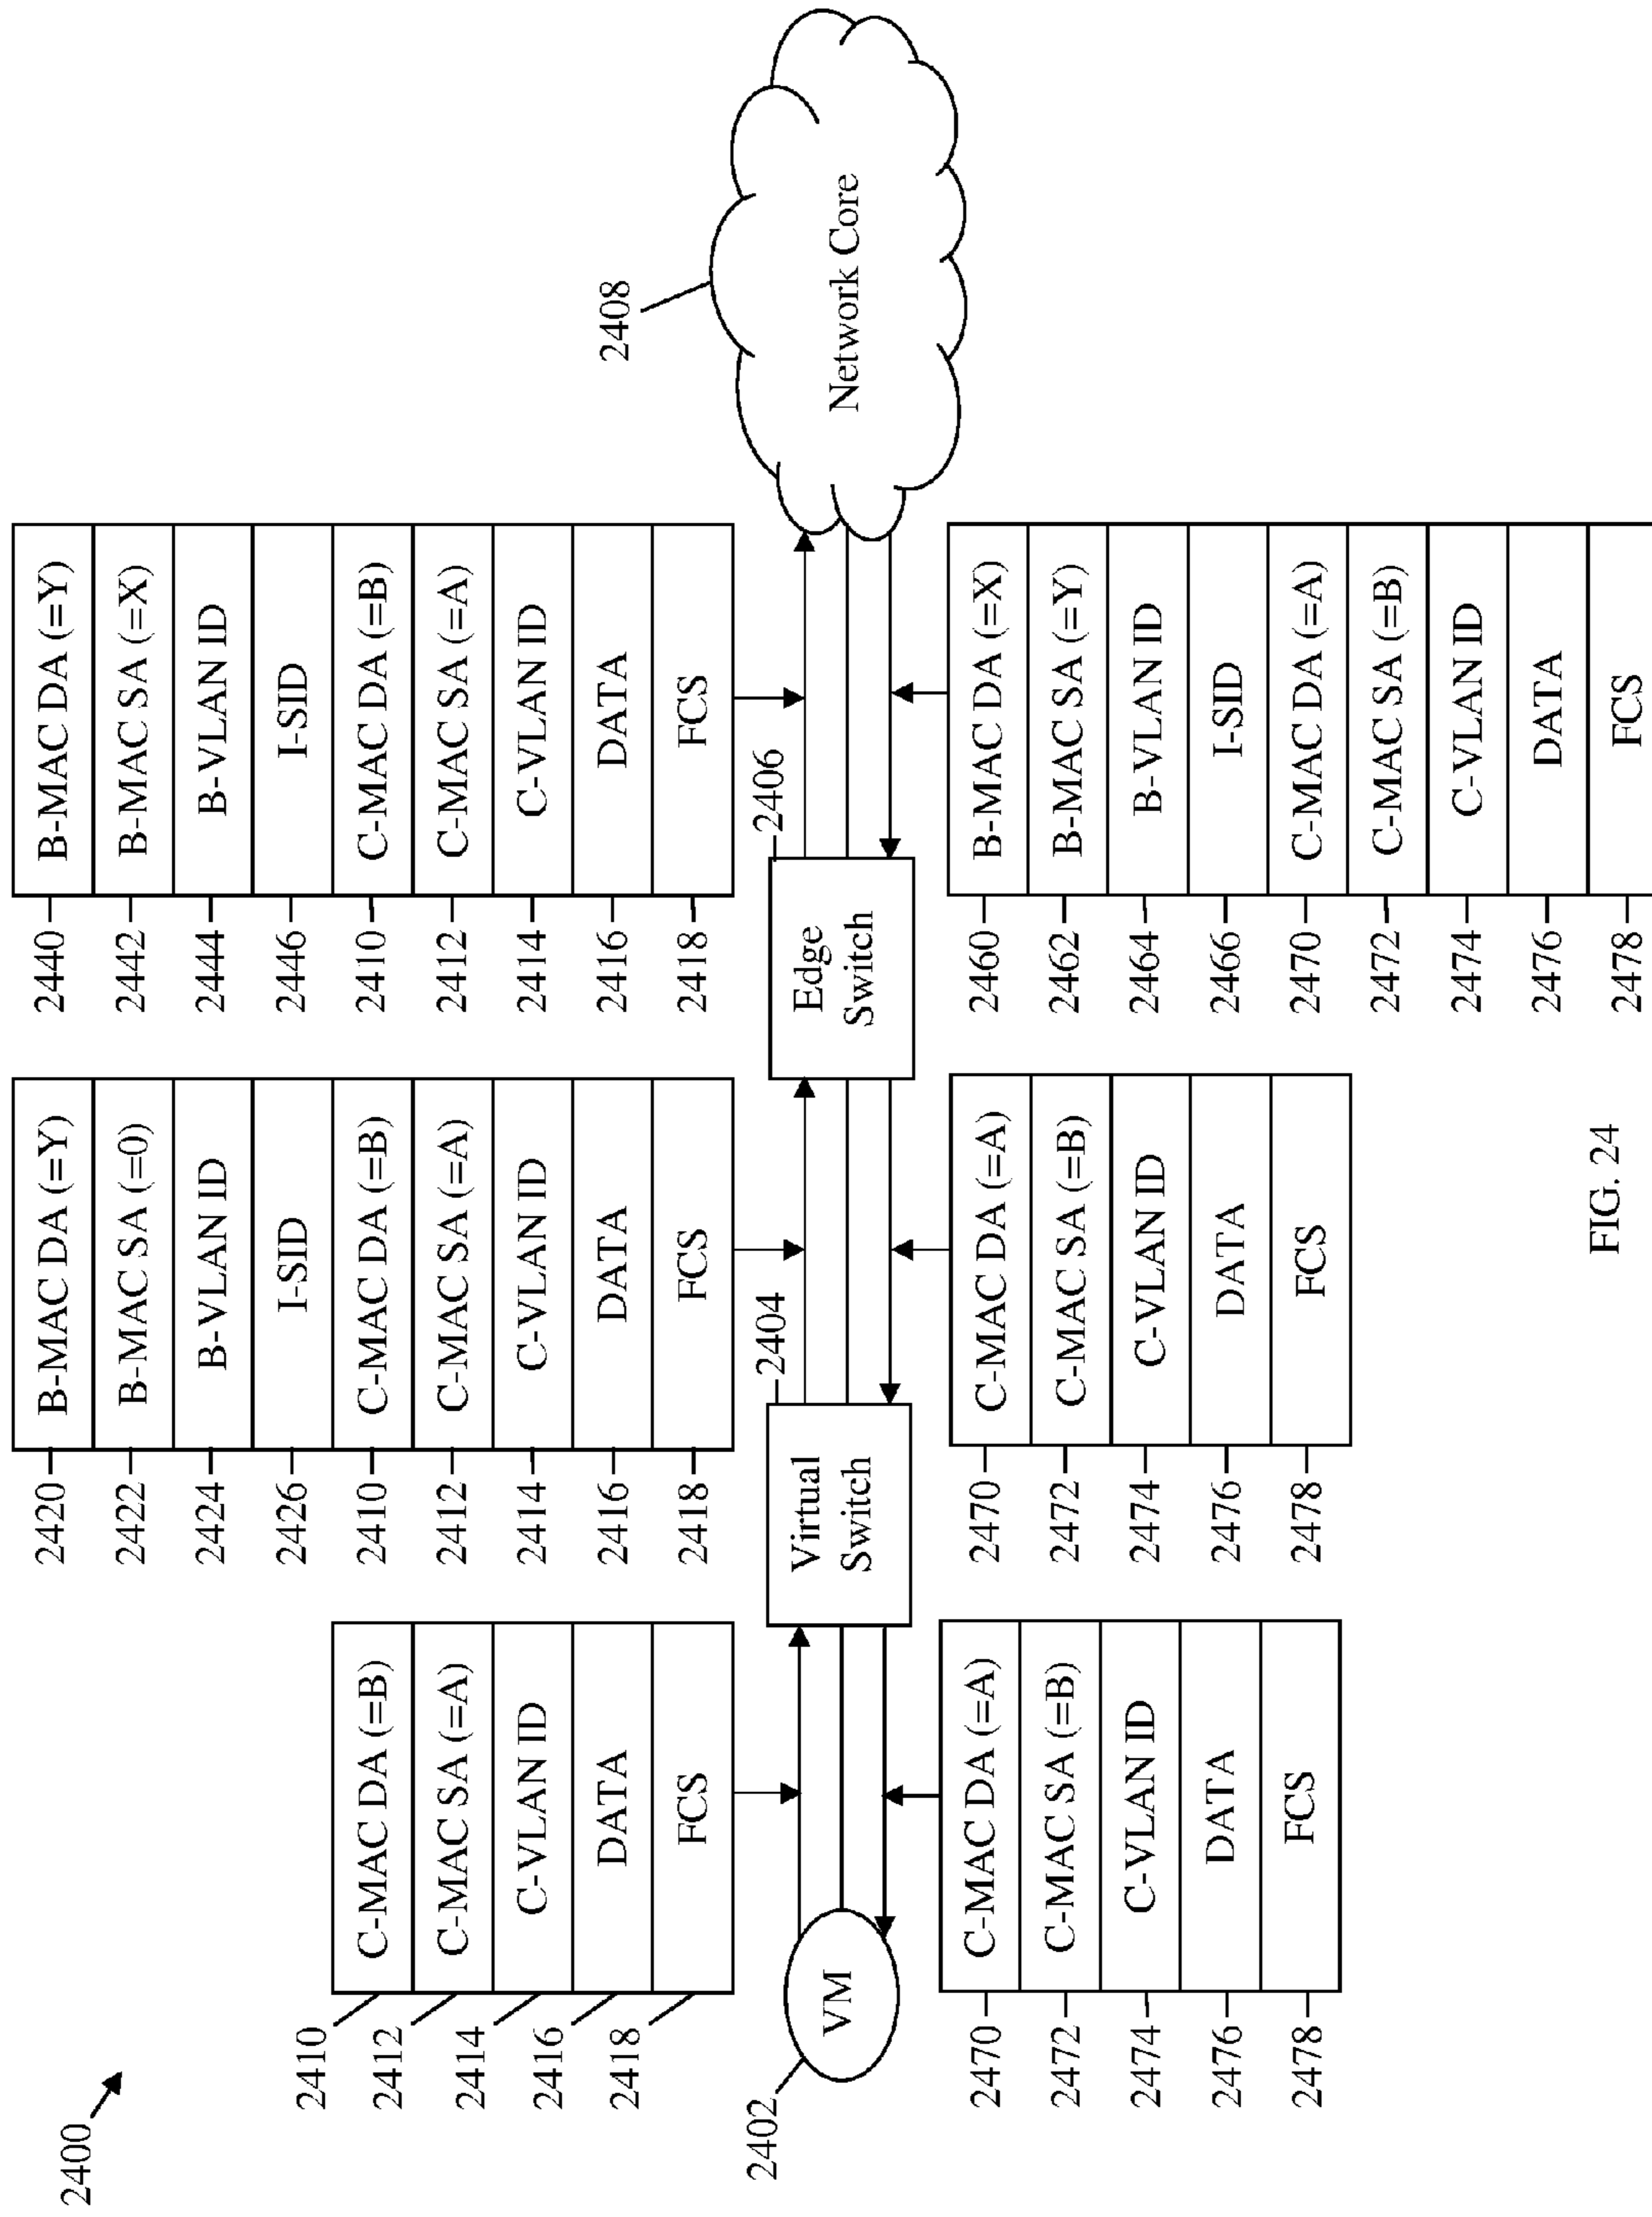 2400
2410
C-MAC DA (=B)
2412
C-MAC SA (=A)
2414
C-VLAN ID
2416
DATA
2418
FCS
2420
B-MAC DA (=Y)
2422
B-MAC SA (=0)
2424
B-VLAN ID
2426
I-SID
2410
C-MAC DA (=B)
2412
C-MAC SA (=A)
2414
C-VLAN ID
2416
DATA
2418
FCS
2440
B-MAC DA (=Y)
2442
B-MAC SA (=X)
2444
B-VLAN ID
2446
I-SID
2410
C-MAC DA (=B)
2412
C-MAC SA (=A)
2414
C-VLAN ID
2416
DATA
2418
FCS
2402
VM
2404
Virtual
Switch
2406
Edge
Switch
2408
Network Core
2470
C-MAC DA (=A)
2472
C-MAC SA (=B)
2474
C-VLAN ID
2476
DATA
2478
FCS
2470
C-MAC DA (=A)
2472
C-MAC SA (=B)
2474
C-VLAN ID
2476
DATA
2478
FCS
2460
B-MAC DA (=X)
2462
B-MAC SA (=Y)
2464
B-VLAN ID
2466
I-SID
2470
C-MAC DA (=A)
2472
C-MAC SA (=B)
2474
C-VLAN ID
2476
DATA
2478
FCS
FIG. 24